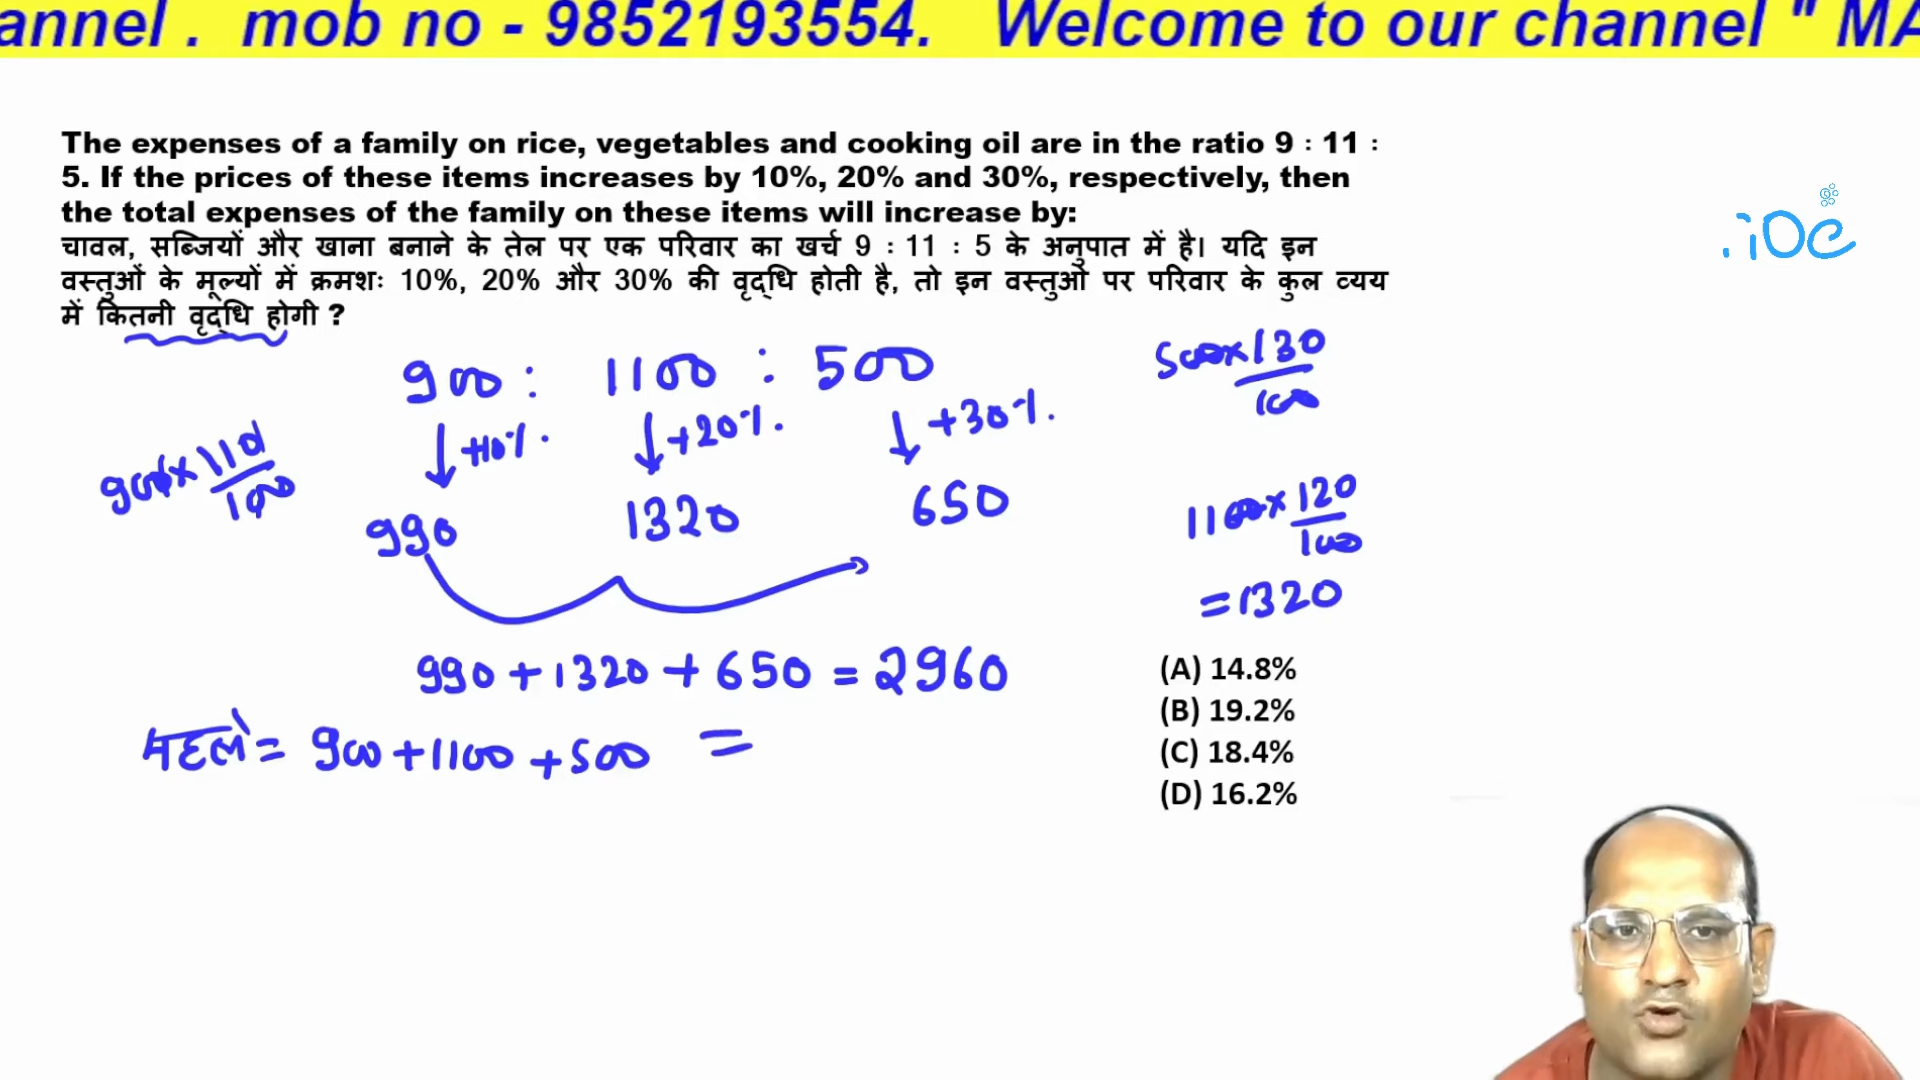 annel . mob no - 9852193554. Welcome to our channel " MA
The expenses of a family on rice, vegetables and cooking oil are in the ratio 9 : 11 :
5. If the prices of these items increases by 10%, 20% and 30%, respectively, then
the total expenses of the family on these items will increase by:
चावल, सब्जियों और खाना बनाने के तेल पर एक परिवार का खर्च 9 : 11 : 5 के अनुपात में है। यदि इन
वस्तुओं के मूल्यों में क्रमशः 10%, 20% और 30% की वृद्धि होती है, तो इन वस्तुओं पर परिवार के कुल व्यय
में कितनी वृद्धि होगी ?
900 : 1100 : 500
500×130/100
+10% +20% +30%
900×110/100
990 1320 650
1100×120/100
=1320
990+1320+650=2960
पहले= 900+1100+500 =
(A) 14.8%
(B) 19.2%
(C) 18.4%
(D) 16.2%